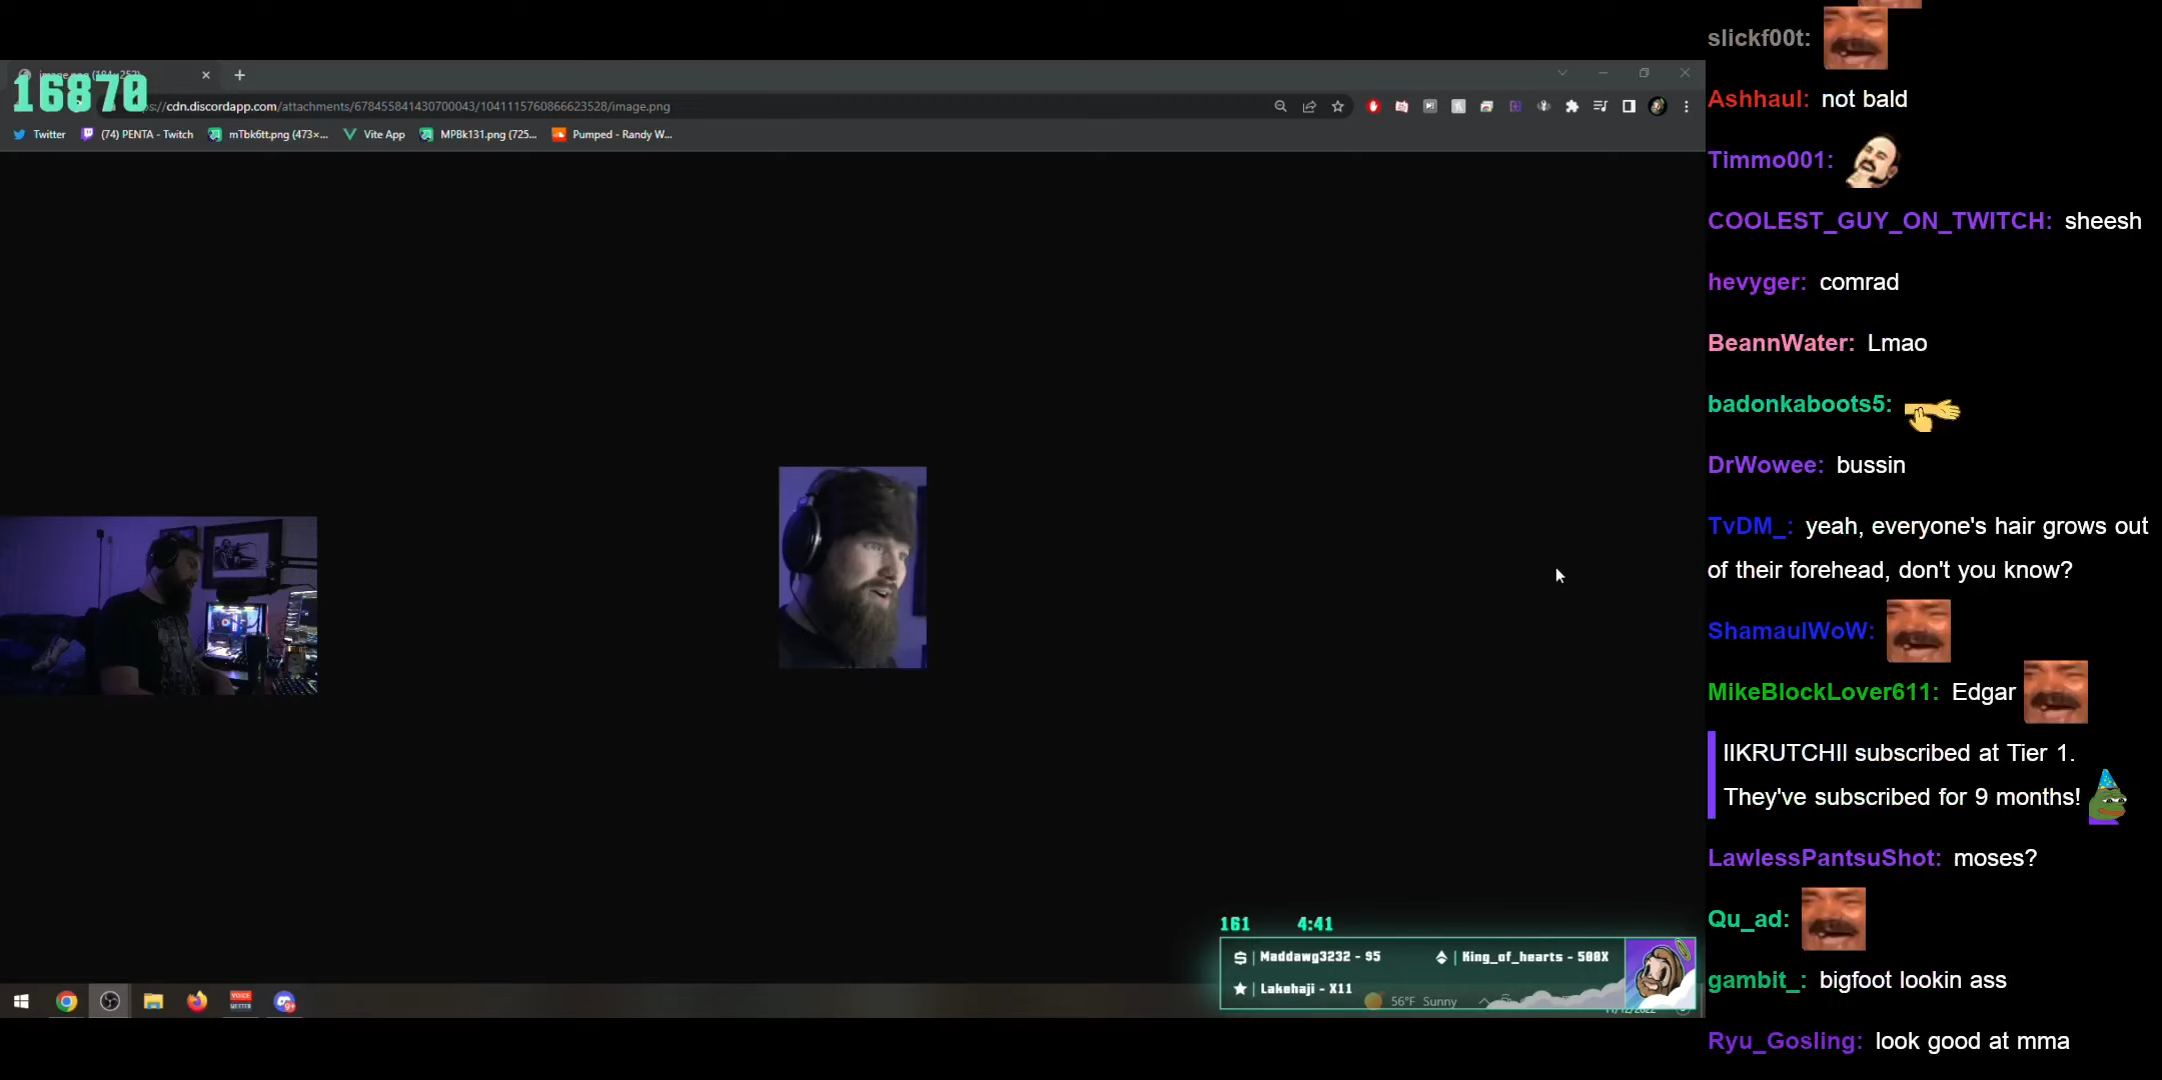 16870
cdn.discordapp.com/attachments/678455841430700043/1041115760866623528/image.png
Twitter
(74) PENTA - Twitch
mTbk6tt.png (473×...
Vite App
MPBk131.png (725...
Pumped - Randy W...
161 4:41
Maddawg3232 - 95
King_of_hearts - 500X
Lakehaji - X11
56°F Sunny
slickf00t:
Ashhaul: not bald
Timmo001:
COOLEST_GUY_ON_TWITCH: sheesh
hevyger: comrad
BeannWater: Lmao
badonkaboots5:
DrWowee: bussin
TvDM_: yeah, everyone's hair grows out
of their forehead, don't you know?
ShamaulWoW:
MikeBlockLover611: Edgar
IIKRUTCHII subscribed at Tier 1.
They've subscribed for 9 months!
LawlessPantsuShot: moses?
Qu_ad:
gambit_: bigfoot lookin ass
Ryu_Gosling: look good at mma